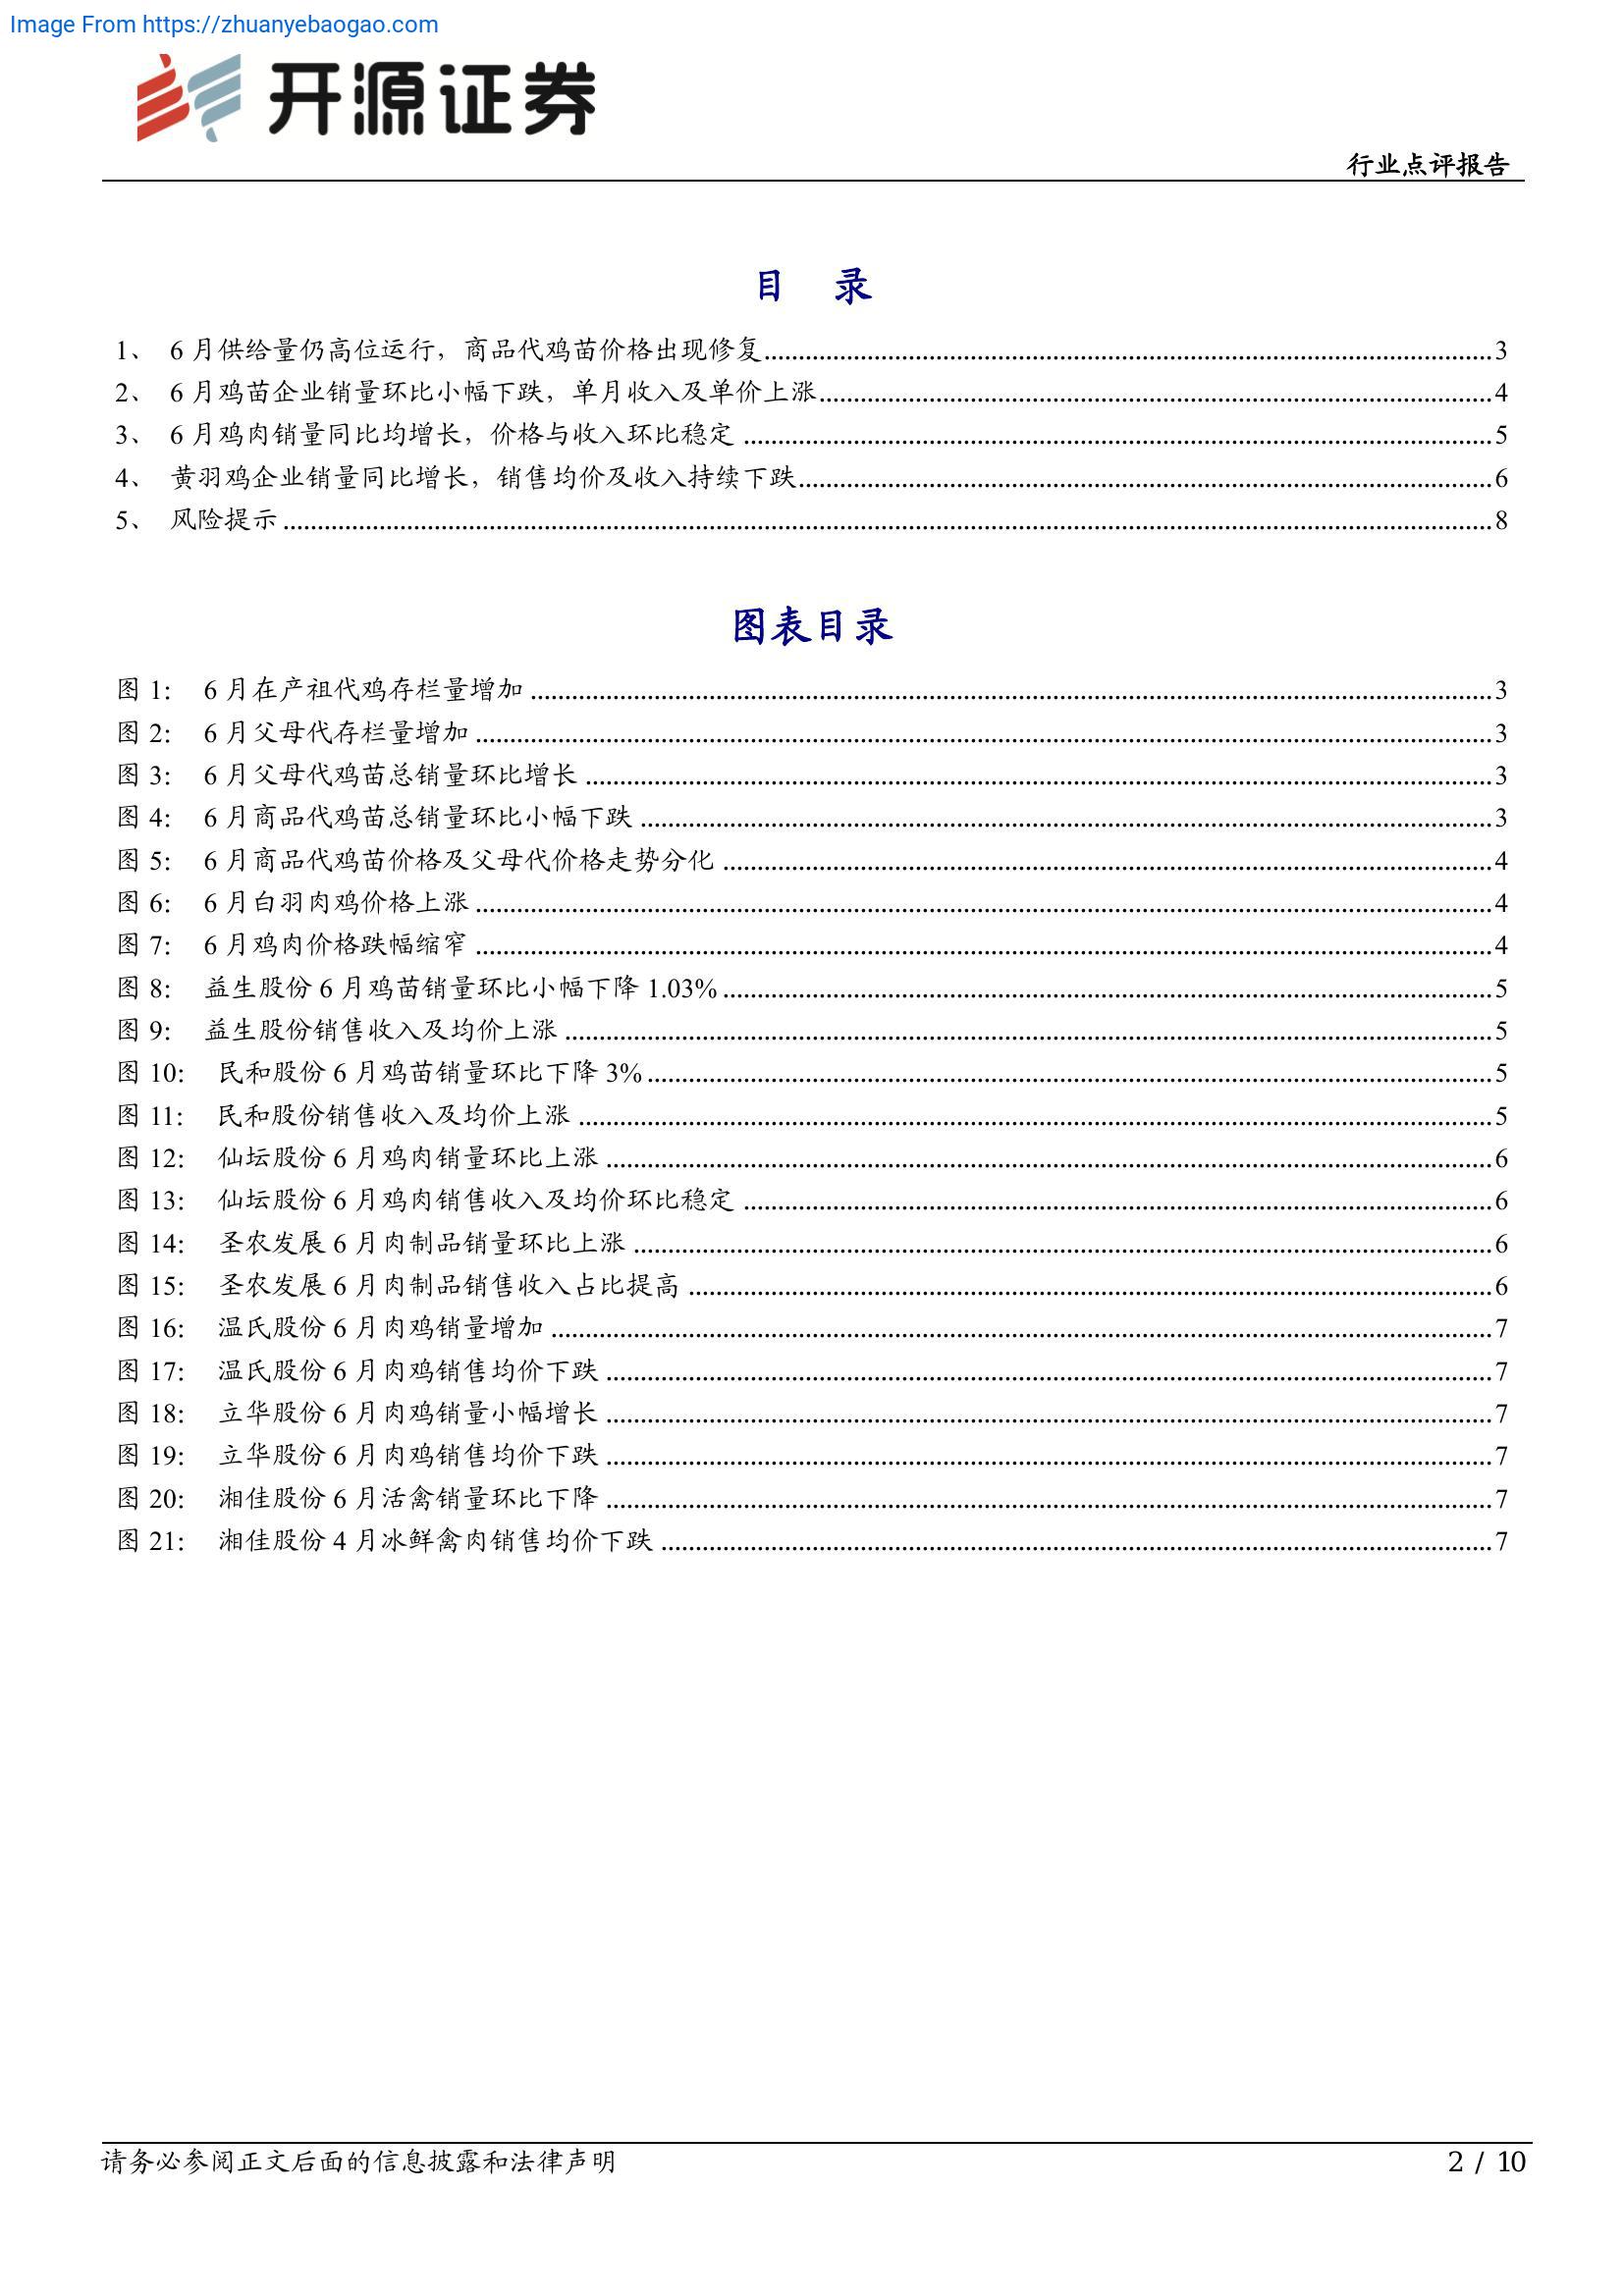 Image From https://zhuanyebaogao.com
开源证券
行业点评报告
目 录
1、 6 月供给量仍高位运行，商品代鸡苗价格出现修复 3
2、 6 月鸡苗企业销量环比小幅下跌，单月收入及单价上涨 4
3、 6 月鸡肉销量同比均增长，价格与收入环比稳定 5
4、 黄羽鸡企业销量同比增长，销售均价及收入持续下跌 6
5、 风险提示 8
图表目录
图 1: 6 月在产祖代鸡存栏量增加 3
图 2: 6 月父母代存栏量增加 3
图 3: 6 月父母代鸡苗总销量环比增长 3
图 4: 6 月商品代鸡苗总销量环比小幅下跌 3
图 5: 6 月商品代鸡苗价格及父母代价格走势分化 4
图 6: 6 月白羽肉鸡价格上涨 4
图 7: 6 月鸡肉价格跌幅缩窄 4
图 8: 益生股份 6 月鸡苗销量环比小幅下降 1.03% 5
图 9: 益生股份销售收入及均价上涨 5
图 10: 民和股份 6 月鸡苗销量环比下降 3% 5
图 11: 民和股份销售收入及均价上涨 5
图 12: 仙坛股份 6 月鸡肉销量环比上涨 6
图 13: 仙坛股份 6 月鸡肉销售收入及均价环比稳定 6
图 14: 圣农发展 6 月肉制品销量环比上涨 6
图 15: 圣农发展 6 月肉制品销售收入占比提高 6
图 16: 温氏股份 6 月肉鸡销量增加 7
图 17: 温氏股份 6 月肉鸡销售均价下跌 7
图 18: 立华股份 6 月肉鸡销量小幅增长 7
图 19: 立华股份 6 月肉鸡销售均价下跌 7
图 20: 湘佳股份 6 月活禽销量环比下降 7
图 21: 湘佳股份 4 月冰鲜禽肉销售均价下跌 7
请务必参阅正文后面的信息披露和法律声明 2 / 10